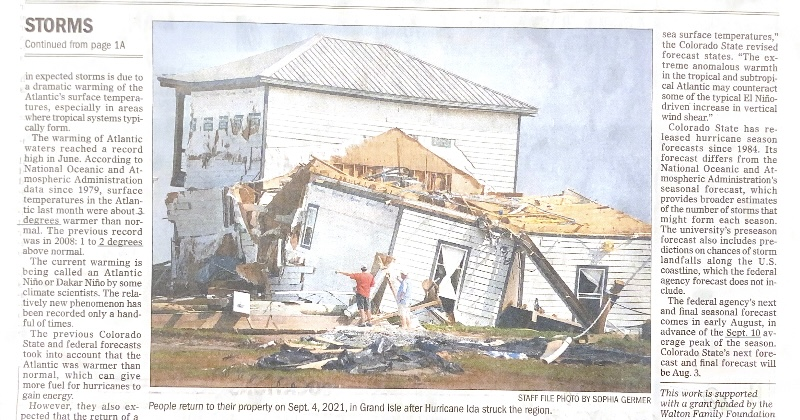 STORMS
Continued from page 1A
in expected storms is due to
a dramatic warming of the
Atlantic's surface tempera-
tures, especially in areas
where tropical systems typi-
cally form.
The warming of Atlantic
waters reached a record
high in June. According to
National Oceanic and At-
mospheric Administration
data since 1979, surface
temperatures in the Atlan-
tic last month were about 3
degrees warmer than nor-
mal. The previous record
was in 2008: 1 to 2 degrees
above normal.
The current warming is
being called an Atlantic
Niño or Dakar Niño by some
climate scientists. The rela-
tively new phenomenon has
been recorded only a hand-
ful of times.
The previous Colorado
State and federal forecasts
took into account that the
Atlantic was warmer than
normal, which can give
more fuel for hurricanes to
gain energy.
However, they also ex-
pected that the return of a
STAFF FILE PHOTO BY SOPHIA GERMER
People return to their property on Sept. 4, 2021, in Grand Isle after Hurricane Ida struck the region.
sea surface temperatures,"
the Colorado State revised
forecast states. "The ex-
treme anomalous warmth
in the tropical and subtropi-
cal Atlantic may counteract
some of the typical El Niño-
driven increase in vertical
wind shear."
Colorado State has re-
leased hurricane season
forecasts since 1984. Its
forecast differs from the
National Oceanic and At-
mospheric Administration's
seasonal forecast, which
provides broader estimates
of the number of storms that
might form each season.
The university's preseason
forecast also includes pre-
dictions on chances of storm
landfalls along the U.S.
coastline, which the federal
agency forecast does not in-
clude.
The federal agency's next
and final seasonal forecast
comes in early August, in
advance of the Sept. 10 av-
erage peak of the season.
Colorado State's next fore-
cast and final forecast will
be Aug. 3.
This work is supported
with a grant funded by the
Walton Family Foundation